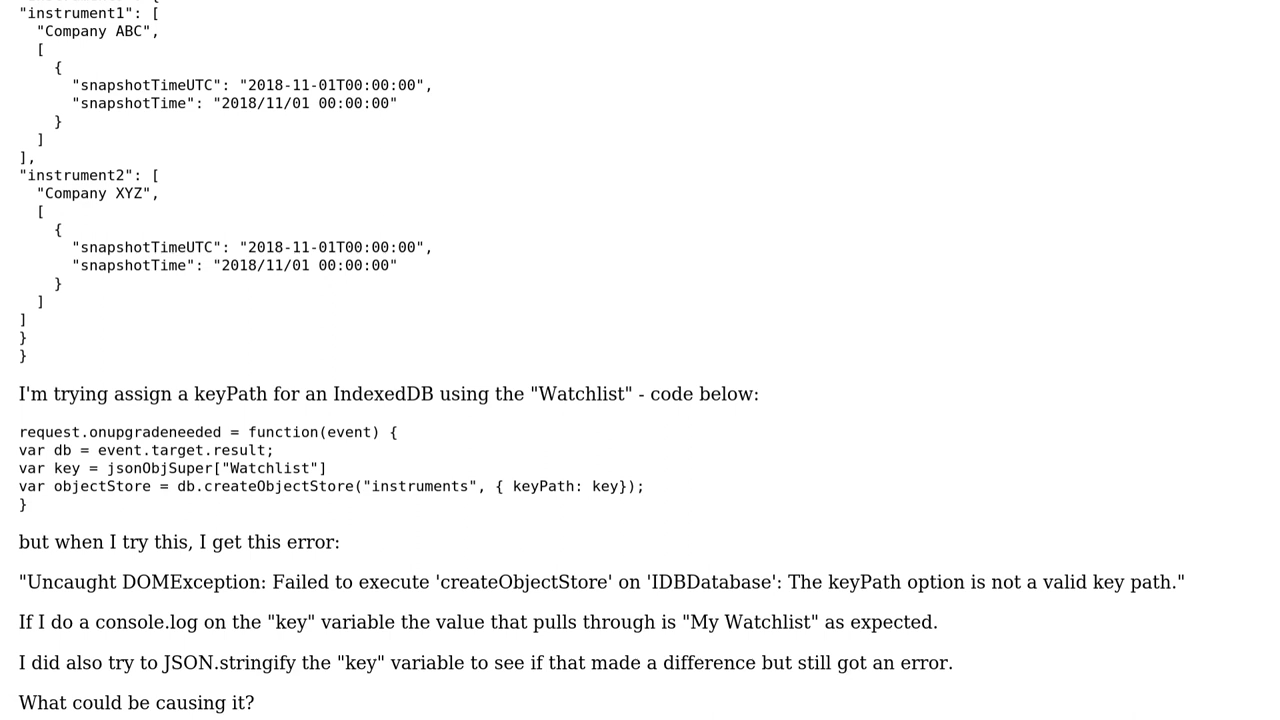 "instrument1": [
"Company ABC",
[
{
"snapshotTimeUTC": "2018-11-01T00:00:00",
"snapshotTime": "2018/11/01 00:00:00"
}
]
],
"instrument2": [
"Company XYZ",
[
{
"snapshotTimeUTC": "2018-11-01T00:00:00",
"snapshotTime": "2018/11/01 00:00:00"
}
]
]
}
}
I'm trying assign a keyPath for an IndexedDB using the "Watchlist" - code below:
request.onupgradeneeded = function(event) {
var db = event.target.result;
var key = jsonObjSuper["Watchlist"]
var objectStore = db.createObjectStore("instruments", { keyPath: key});
}
but when I try this, I get this error:
"Uncaught DOMException: Failed to execute 'createObjectStore' on 'IDBDatabase': The keyPath option is not a valid key path."
If I do a console.log on the "key" variable the value that pulls through is "My Watchlist" as expected.
I did also try to JSON.stringify the "key" variable to see if that made a difference but still got an error.
What could be causing it?